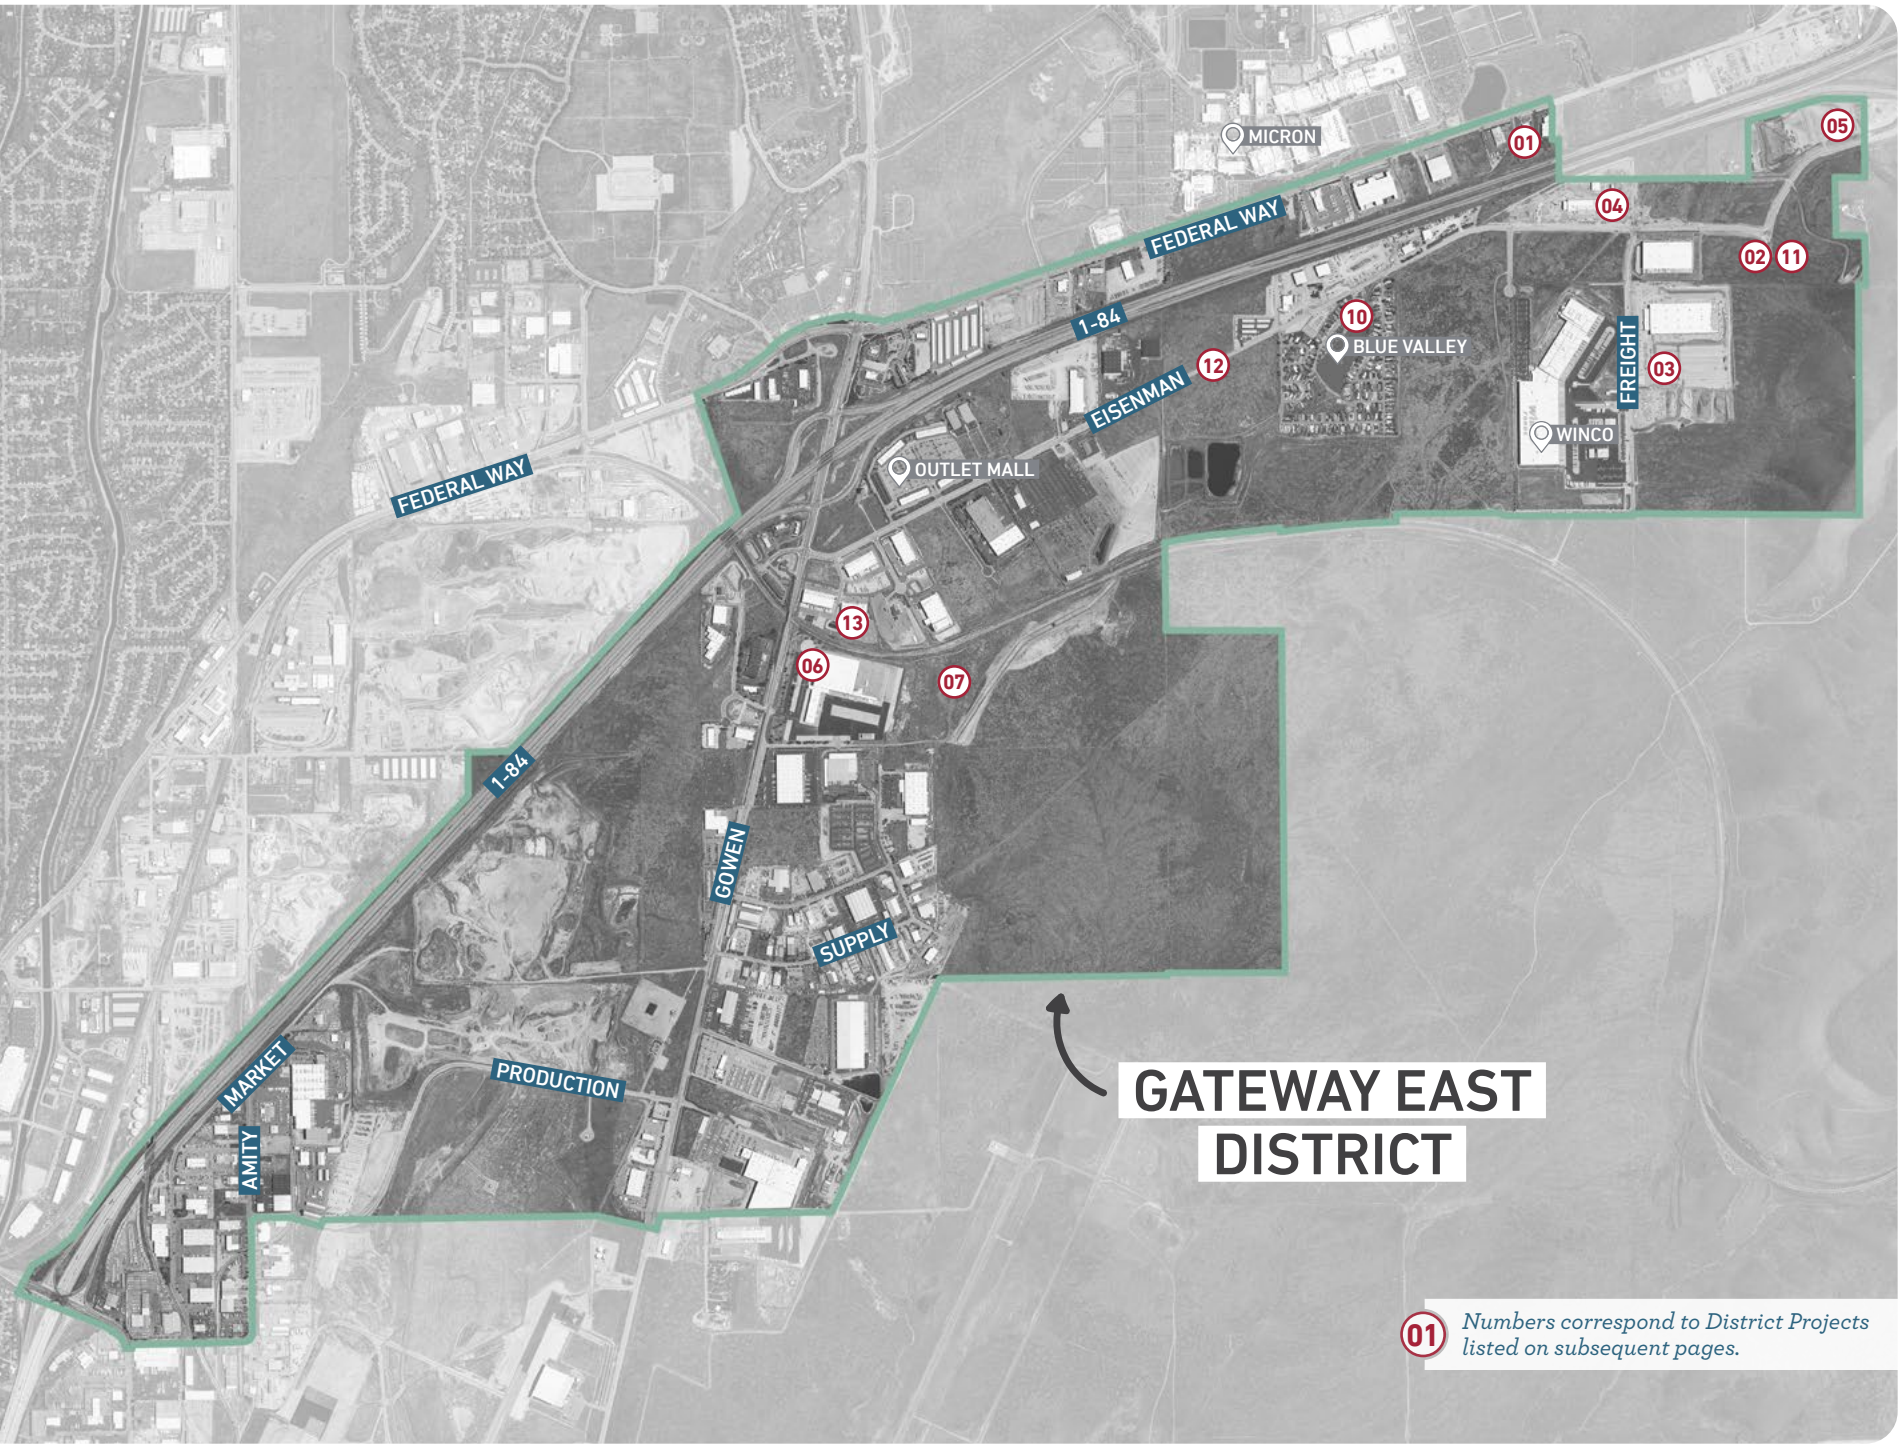 05
MICRON
01
04
FEDERAL WAY
02
11
10
1-84
BLUE VALLEY
12
FREIGHT
03
EISENMAN
WINCO
OUTLET MALL
FEDERAL WAY
13
06
07
1-84
GOWEN
SUPPLY
MARKET
PRODUCTION
GATEWAY EAST
DISTRICT
AMITY
01
Numbers correspond to District Projects
listed on subsequent pages.